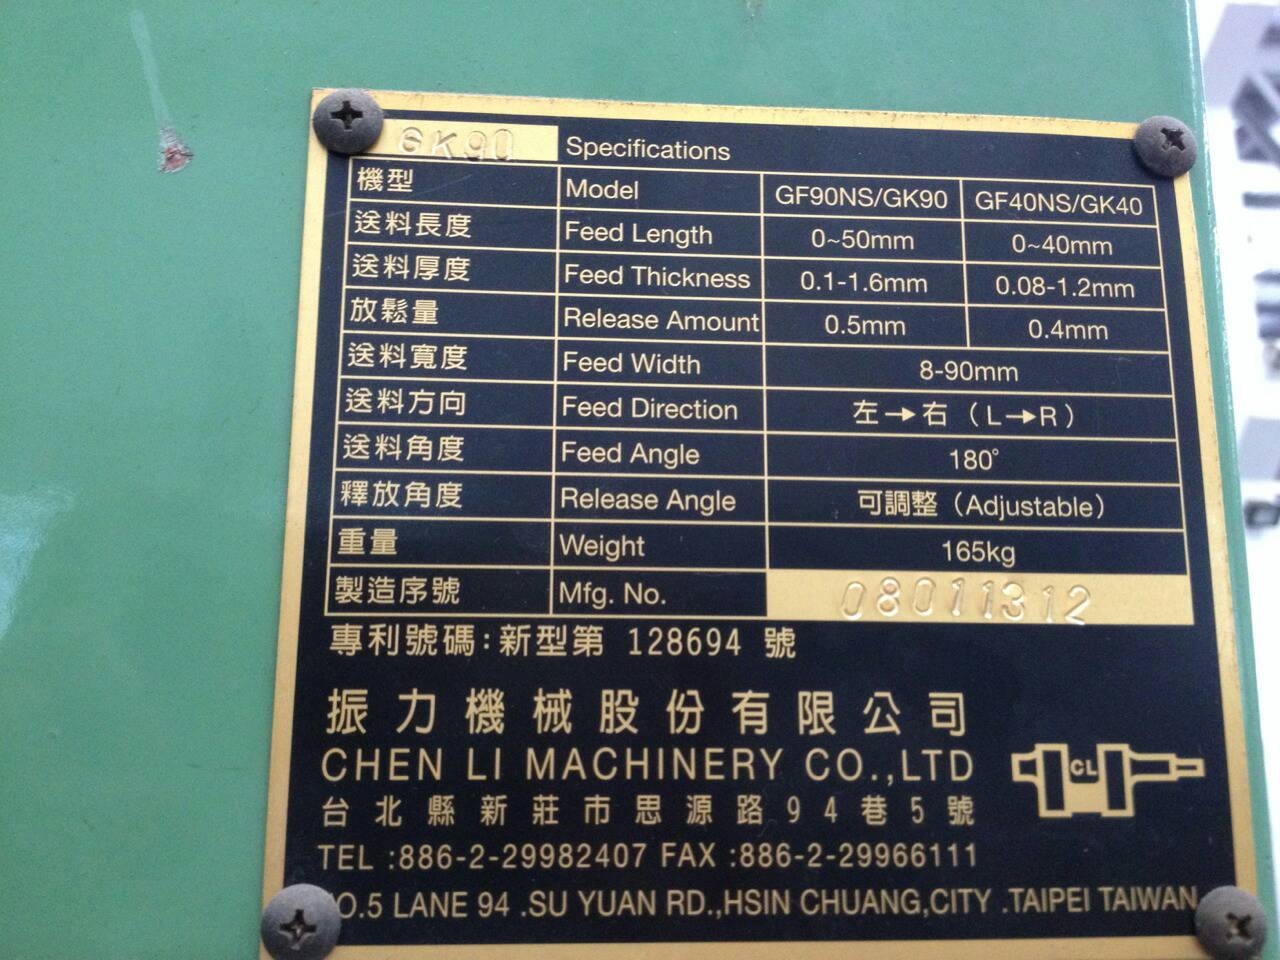 GK90 Specifications
機型 Model GF90NS/GK90 GF40NS/GK40
送料長度 Feed Length 0~50mm 0~40mm
送料厚度 Feed Thickness 0.1-1.6mm 0.08-1.2mm
放鬆量 Release Amount 0.5mm 0.4mm
送料寬度 Feed Width 8-90mm
送料方向 Feed Direction 左→右（L→R）
送料角度 Feed Angle 180°
釋放角度 Release Angle 可調整（Adjustable）
重量 Weight 165kg
製造序號 Mfg. No. 08011312
專利號碼:新型第 128694 號
振力機械股份有限公司
CHEN LI MACHINERY CO.,LTD
CL
台北縣新莊市思源路94巷5號
TEL :886-2-29982407 FAX :886-2-29966111
NO.5 LANE 94 .SU YUAN RD.,HSIN CHUANG,CITY .TAIPEI TAIWAN